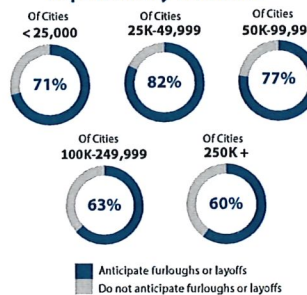 Of Cities
< 25,000
71%
Of Cities
25K-49,999
82%
Of Cities
50K-99,99
77%
Of Cities
100K-249,999
63%
Of Cities
250K +
60%
Anticipate furloughs or layoffs
Do not anticipate furloughs or layoffs